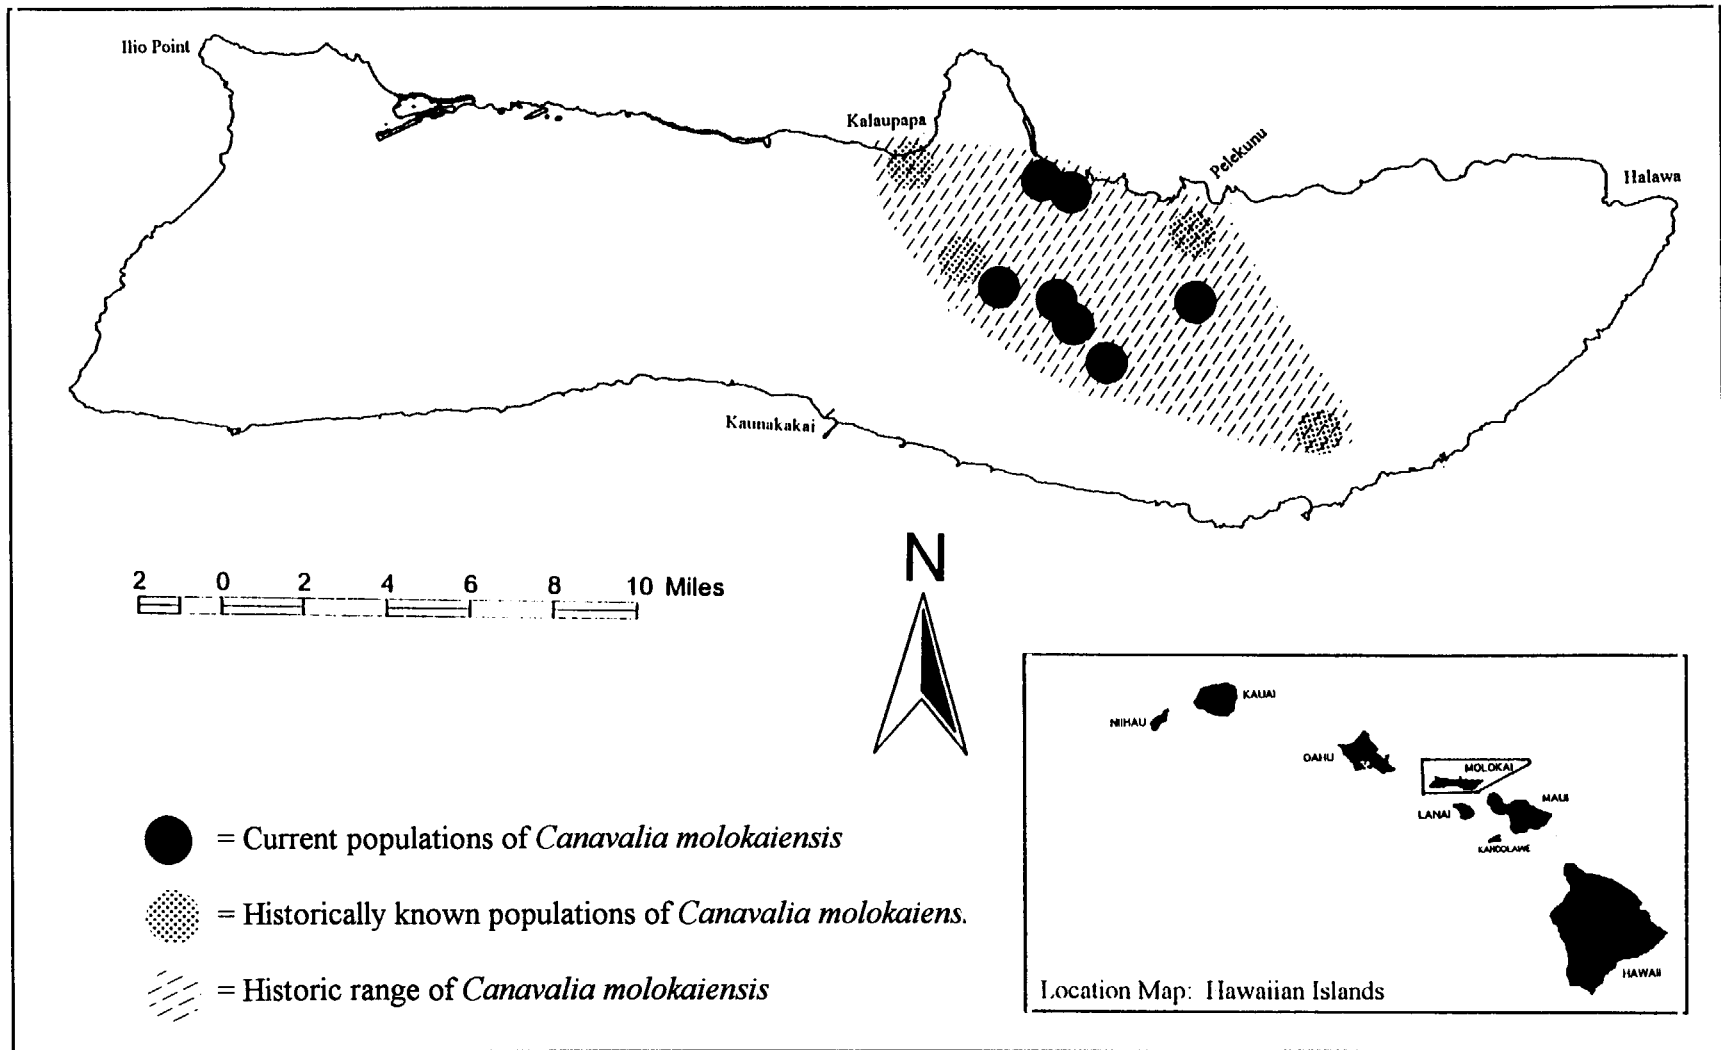 Ilio Point
Kalaupapa
Pelekunu
Halawa
Kaunakakai
N
2 0 2 4 6 8 10 Miles
= Current populations of Canavalia molokaiensis
= Historically known populations of Canavalia molokaiens.
= Historic range of Canavalia molokaiensis
KAUAI
NIIHAU
OAHU
MOLOKAI
MAUI
LANAI
KAHOOLAWE
HAWAII
Location Map: Hawaiian Islands